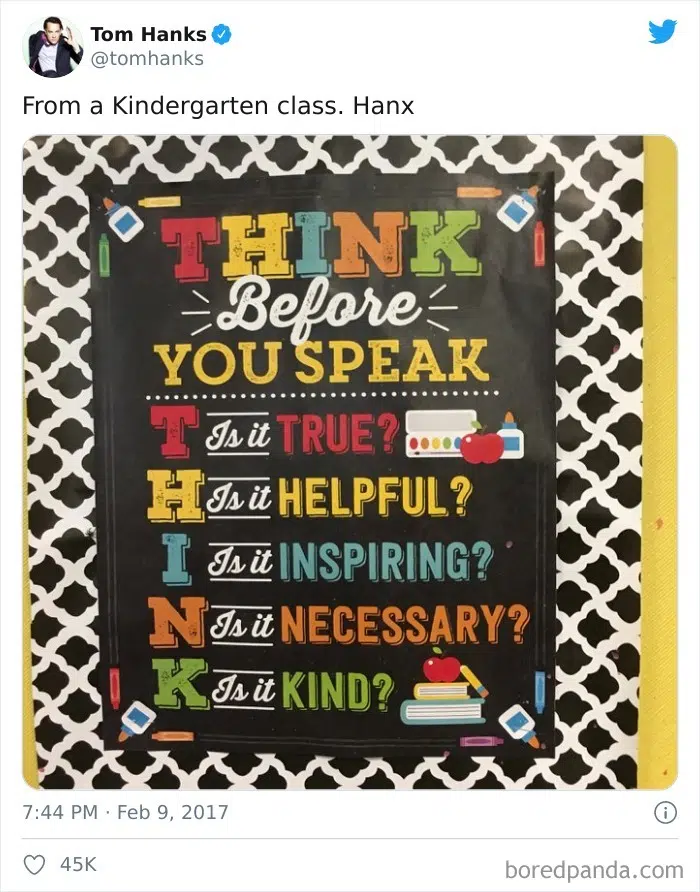 Tom Hanks
@tomhanks
From a Kindergarten class. Hanx
THINK
Before
YOU SPEAK
T Is it TRUE?
H Is it HELPFUL?
I Is it INSPIRING?
N Is it NECESSARY?
K Is it KIND?
7:44 PM · Feb 9, 2017
45K
boredpanda.com